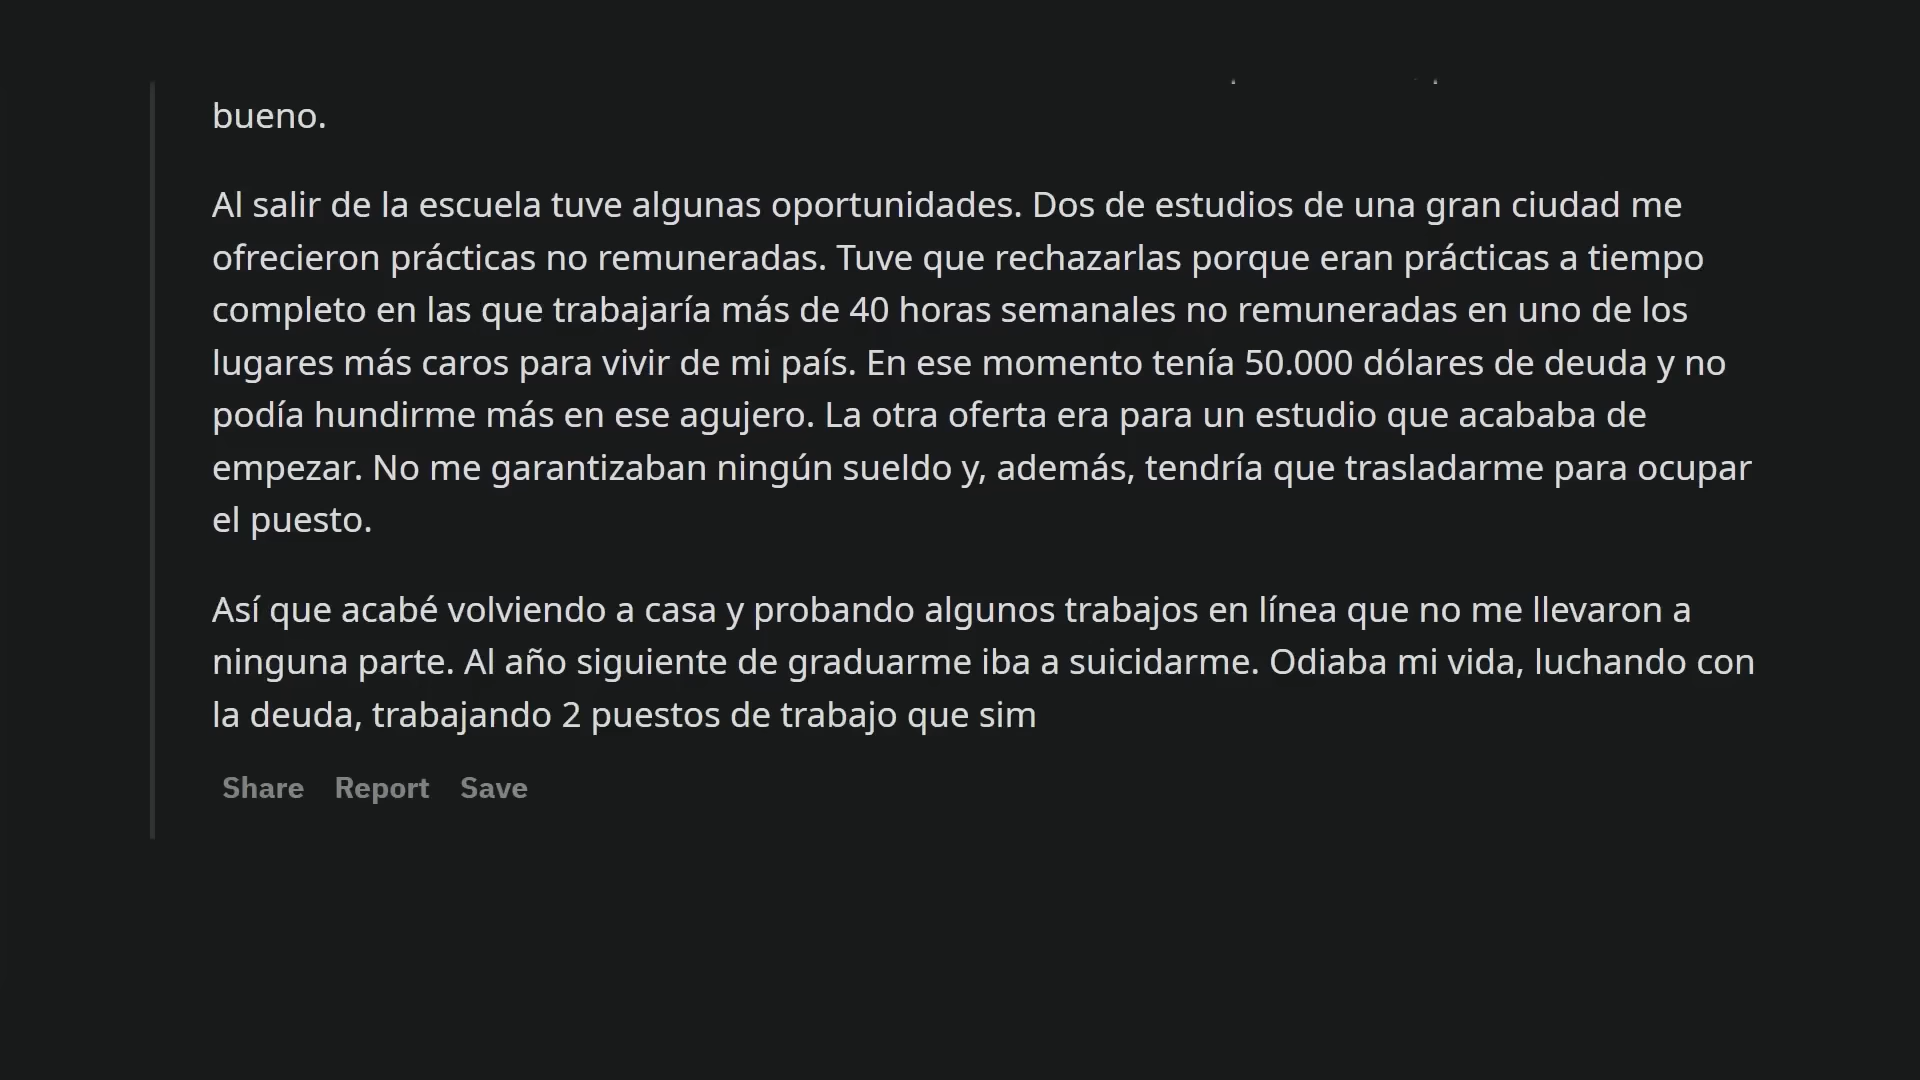 bueno.
Al salir de la escuela tuve algunas oportunidades. Dos de estudios de una gran ciudad me
ofrecieron prácticas no remuneradas. Tuve que rechazarlas porque eran prácticas a tiempo
completo en las que trabajaría más de 40 horas semanales no remuneradas en uno de los
lugares más caros para vivir de mi país. En ese momento tenía 50.000 dólares de deuda y no
podía hundirme más en ese agujero. La otra oferta era para un estudio que acababa de
empezar. No me garantizaban ningún sueldo y, además, tendría que trasladarme para ocupar
el puesto.
Así que acabé volviendo a casa y probando algunos trabajos en línea que no me llevaron a
ninguna parte. Al año siguiente de graduarme iba a suicidarme. Odiaba mi vida, luchando con
la deuda, trabajando 2 puestos de trabajo que sim
Share Report Save